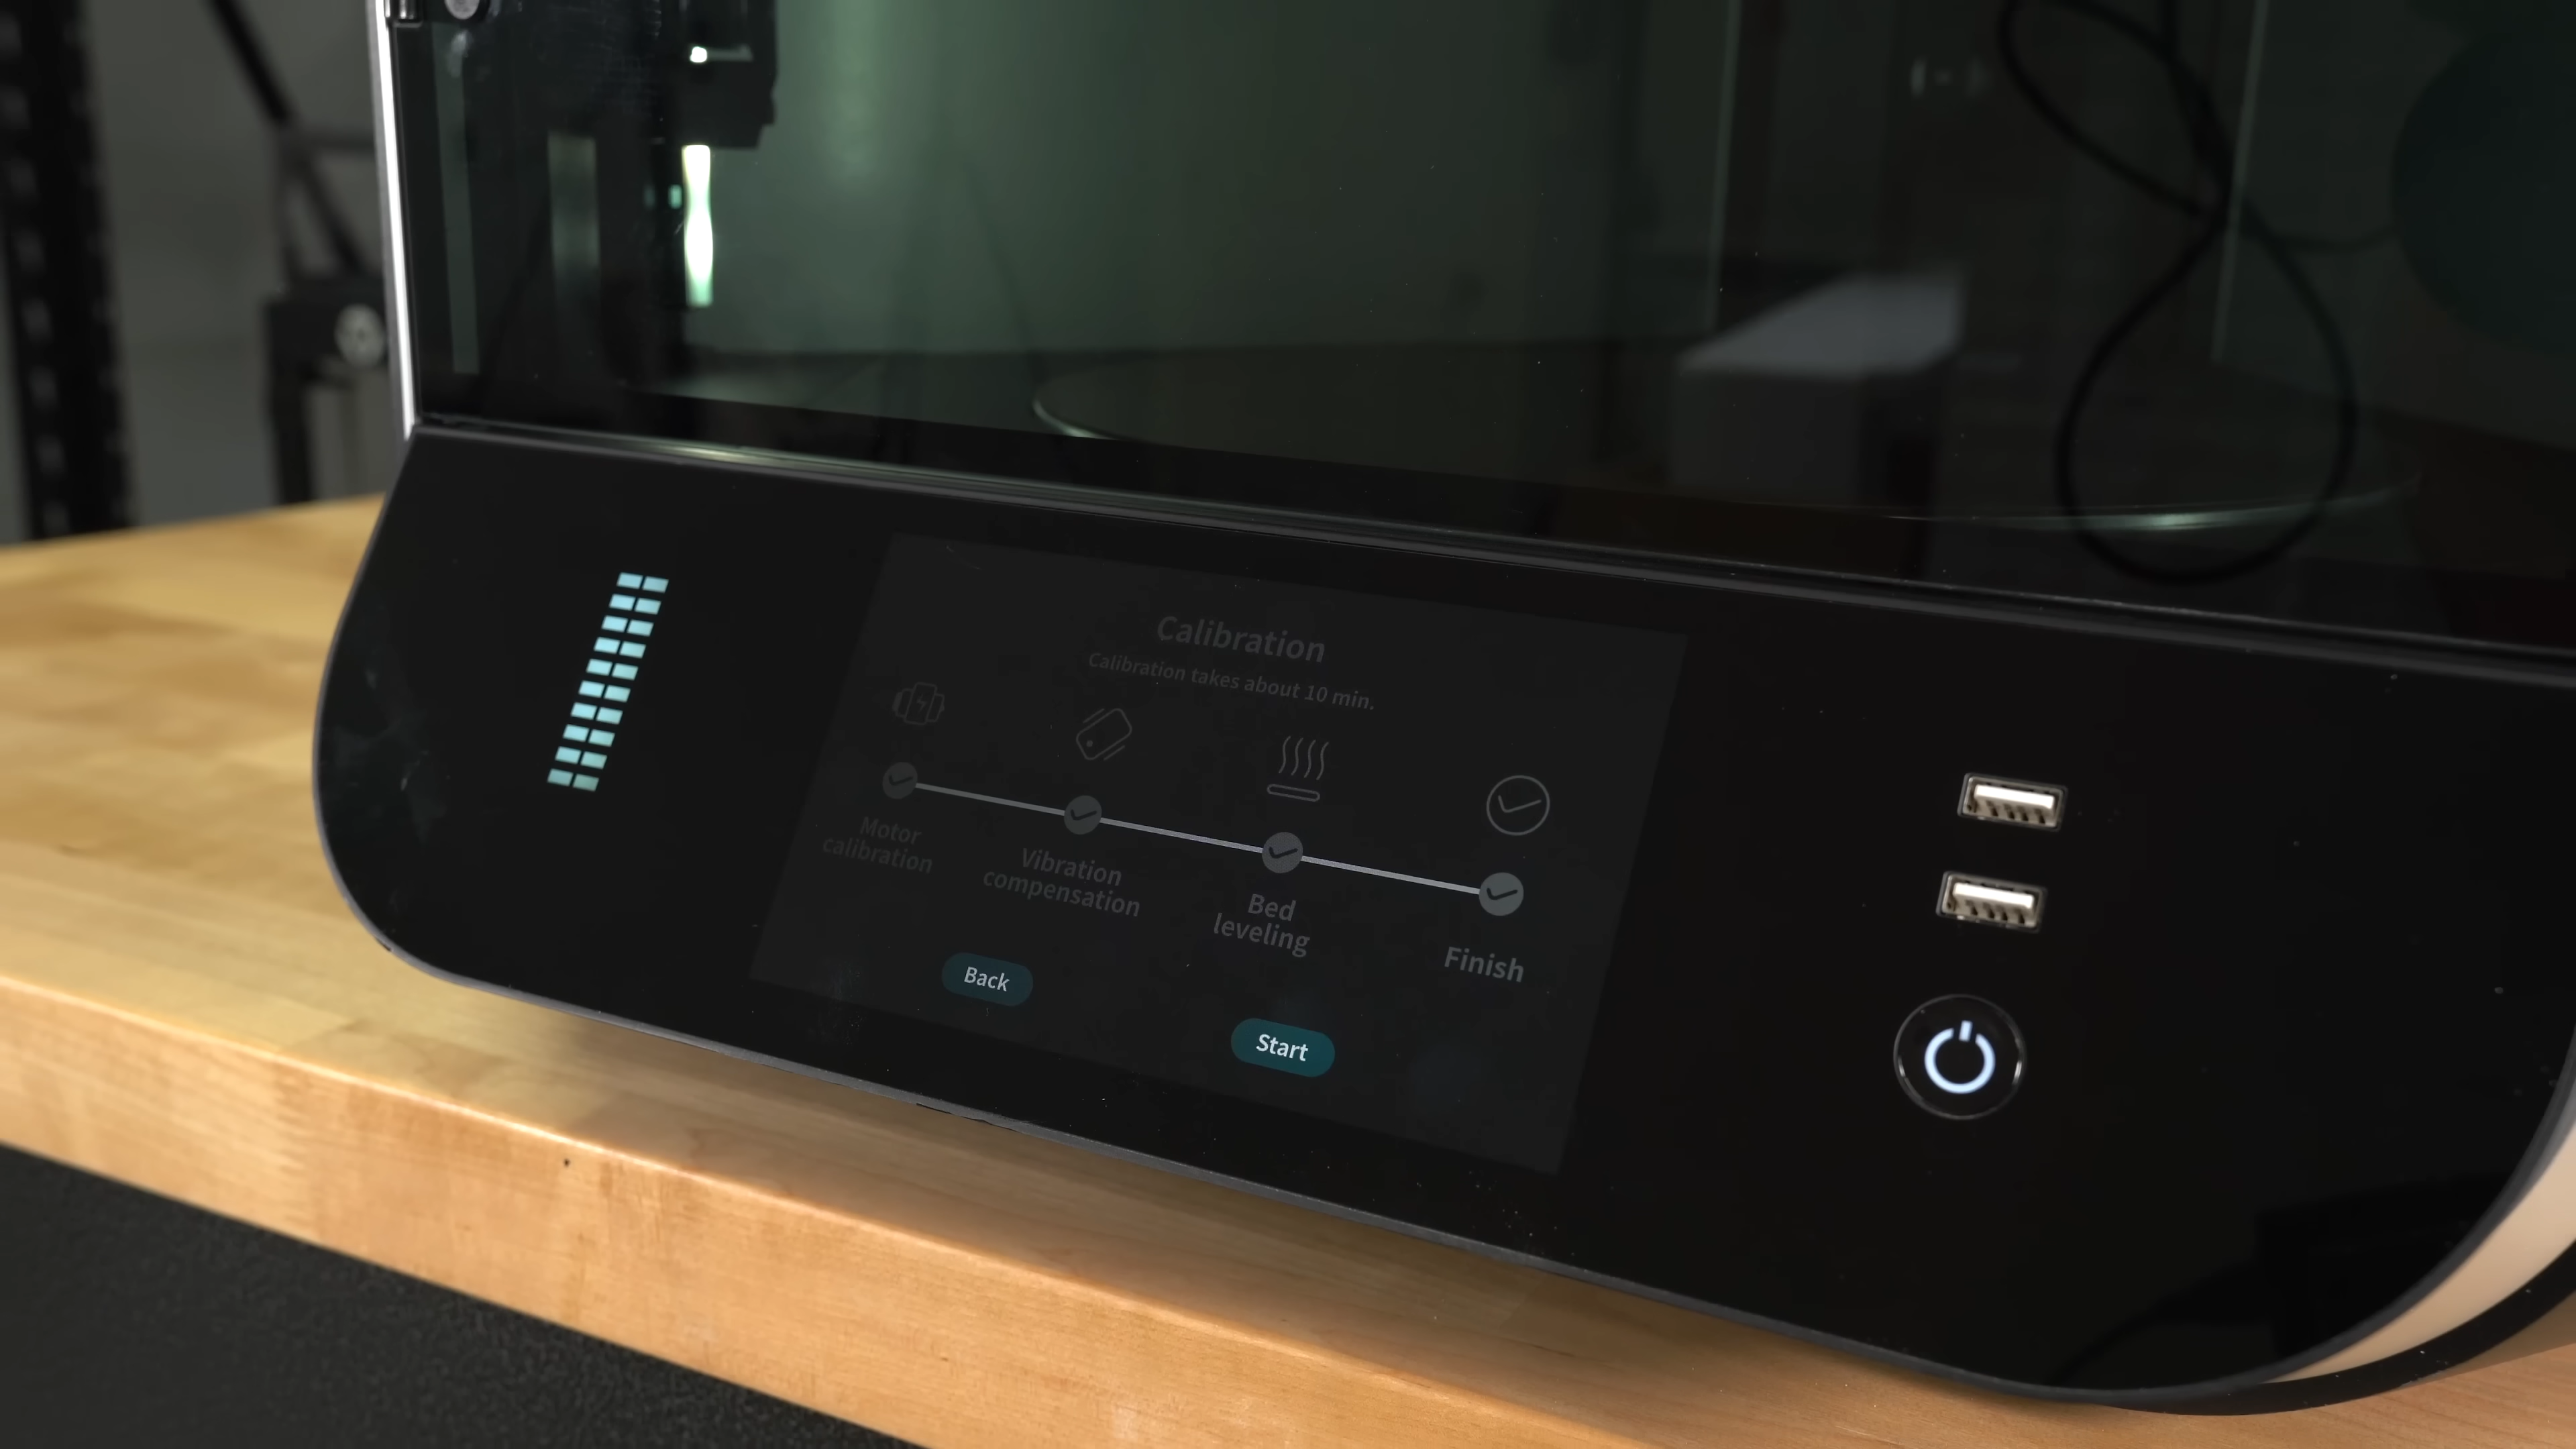 Calibration
Calibration takes about 10 min.
Motor
calibration
Vibration
compensation
Bed
leveling
Finish
Back
Start